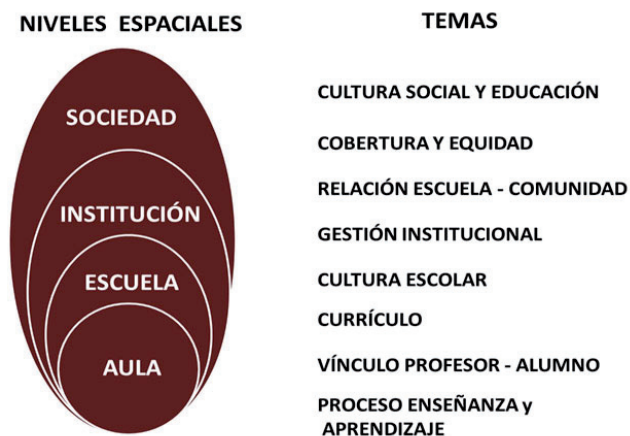 NIVELES ESPACIALES
TEMAS
SOCIEDAD
INSTITUCIÓN
ESCUELA
AULA
CULTURA SOCIAL Y EDUCACIÓN
COBERTURA Y EQUIDAD
RELACIÓN ESCUELA - COMUNIDAD
GESTIÓN INSTITUCIONAL
CULTURA ESCOLAR
CURRÍCULO
VÍNCULO PROFESOR - ALUMNO
PROCESO ENSEÑANZA y
APRENDIZAJE